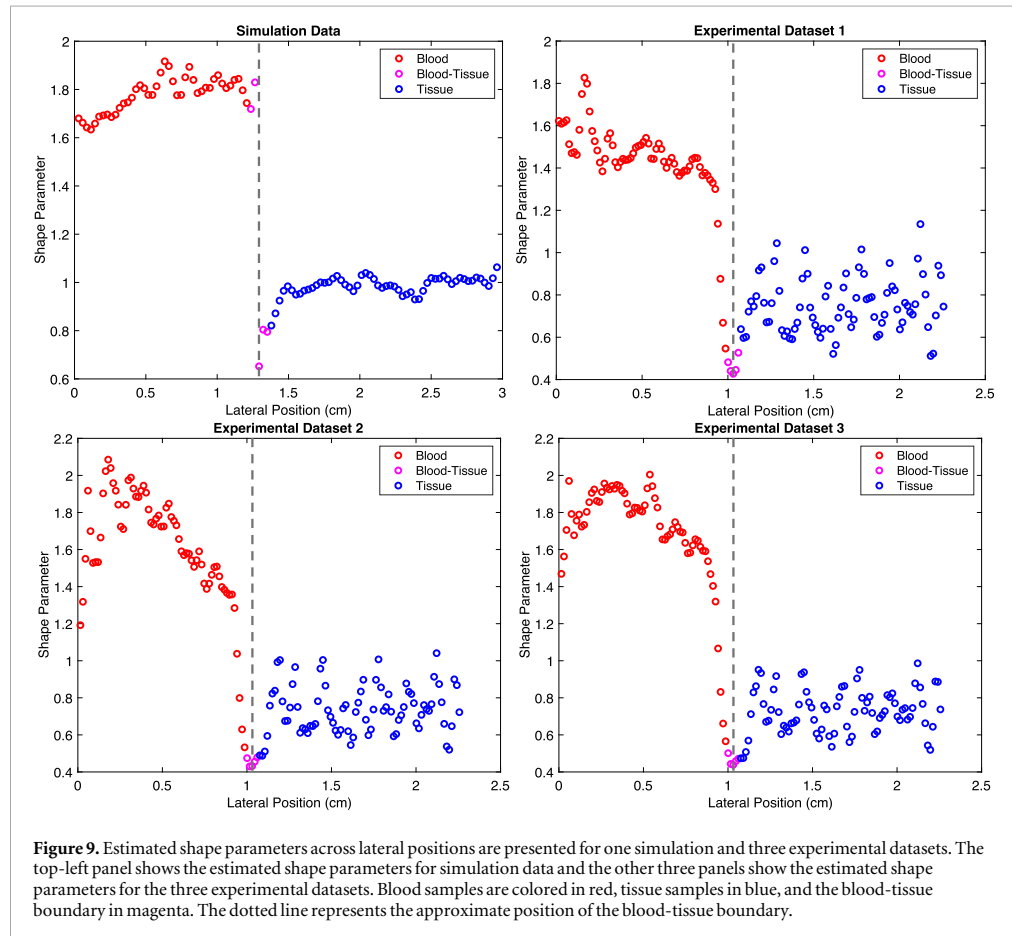 Simulation Data
2
1.8
1.6
1.4
1.2
1
0.8
0.6
Shape Parameter
0
0.5
1
1.5
2
2.5
3
Lateral Position (cm)
Blood
Blood-Tissue
Tissue
Experimental Dataset 1
2
1.8
1.6
1.4
1.2
1
0.8
0.6
0.4
Shape Parameter
0
0.5
1
1.5
2
2.5
Lateral Position (cm)
Blood
Blood-Tissue
Tissue
Experimental Dataset 2
2.2
2
1.8
1.6
1.4
1.2
1
0.8
0.6
0.4
Shape Parameter
0
0.5
1
1.5
2
2.5
Lateral Position (cm)
Blood
Blood-Tissue
Tissue
Experimental Dataset 3
2.2
2
1.8
1.6
1.4
1.2
1
0.8
0.6
0.4
Shape Parameter
0
0.5
1
1.5
2
2.5
Lateral Position (cm)
Blood
Blood-Tissue
Tissue
Figure 9. Estimated shape parameters across lateral positions are presented for one simulation and three experimental datasets. The
top-left panel shows the estimated shape parameters for simulation data and the other three panels show the estimated shape
parameters for the three experimental datasets. Blood samples are colored in red, tissue samples in blue, and the blood-tissue
boundary in magenta. The dotted line represents the approximate position of the blood-tissue boundary.